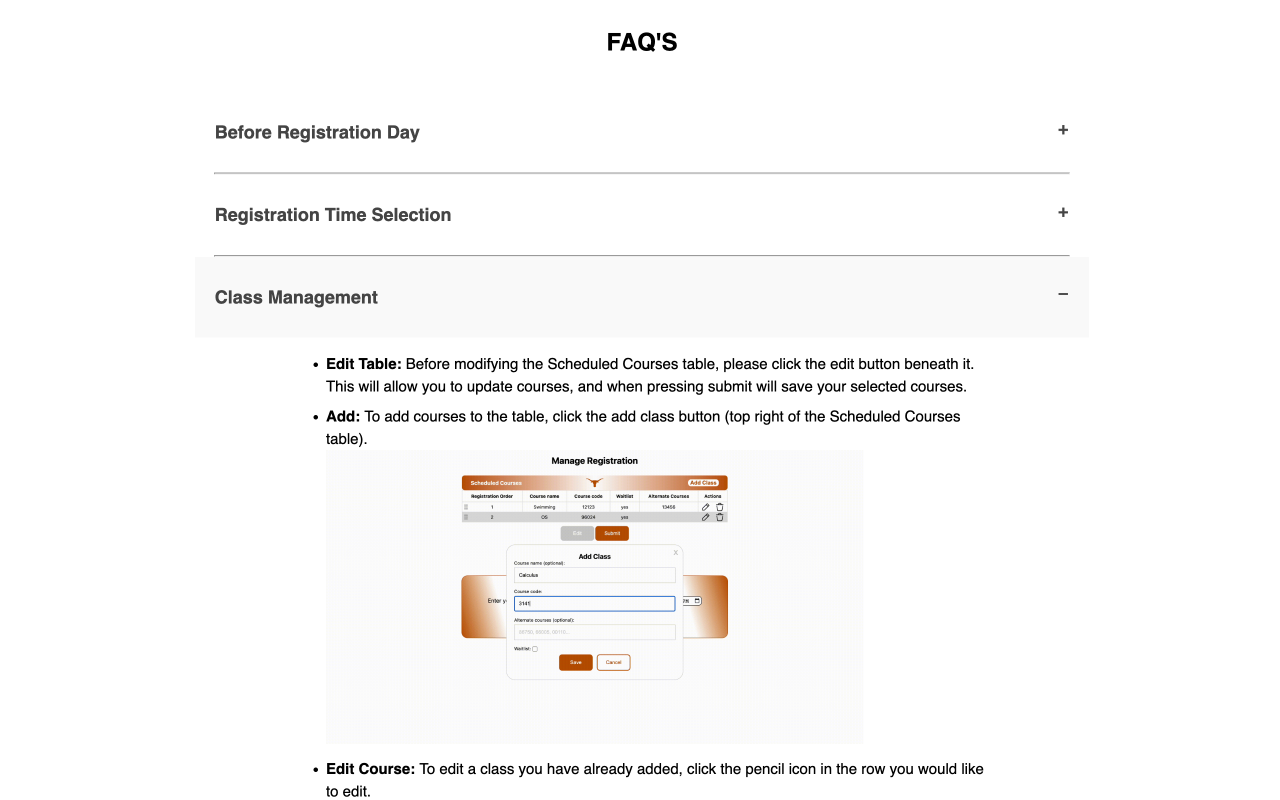 FAQ'S
Before Registration Day +
Registration Time Selection +
Class Management −
• Edit Table: Before modifying the Scheduled Courses table, please click the edit button beneath it.
This will allow you to update courses, and when pressing submit will save your selected courses.
• Add: To add courses to the table, click the add class button (top right of the Scheduled Courses
table).
Manage Registration
Scheduled Courses Add Class
Registration Order Course name Course code Waitlist Alternate Courses Actions
1 Swimming 12123 yes 13456
2 OS 96024 yes
Edit Submit
Add Class X
Course name (optional):
Calculus
Enter y
Course code:
3141
Alternate courses (optional):
Waitlist:
Save Cancel
• Edit Course: To edit a class you have already added, click the pencil icon in the row you would like
to edit.